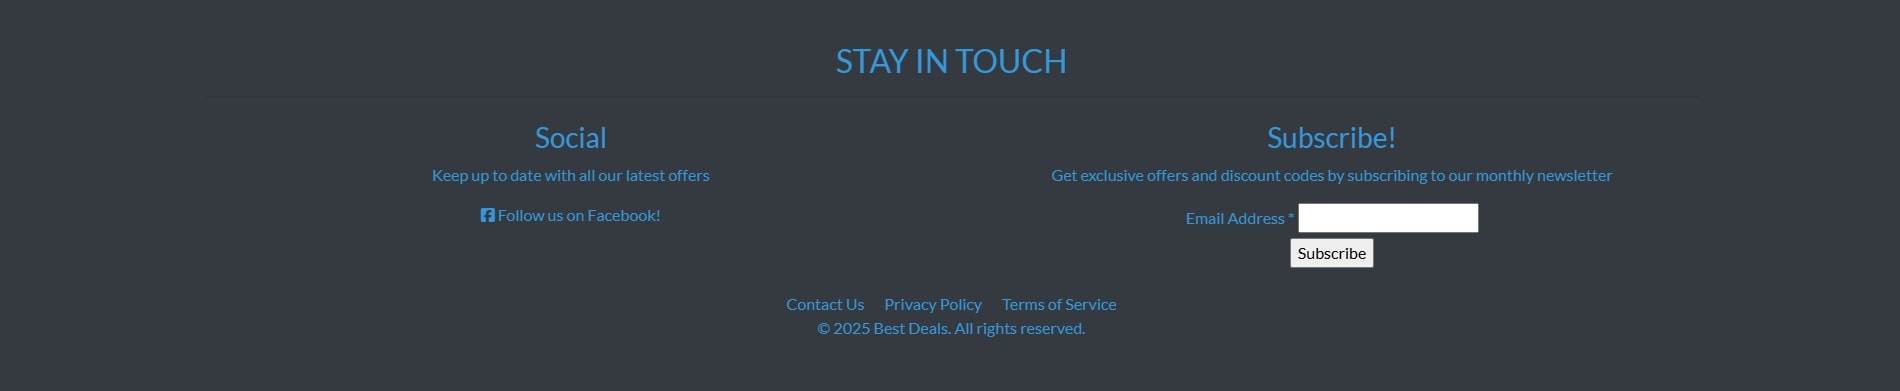 STAY IN TOUCH
Social
Keep up to date with all our latest offers
Follow us on Facebook!
Subscribe!
Get exclusive offers and discount codes by subscribing to our monthly newsletter
Email Address *
Subscribe
Contact Us Privacy Policy Terms of Service
© 2025 Best Deals. All rights reserved.